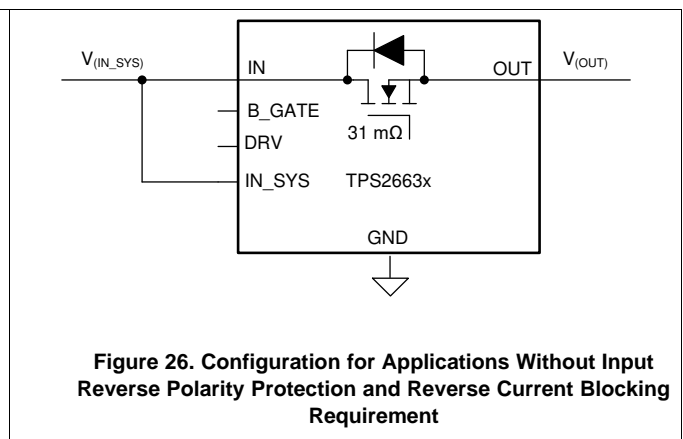 V(IN_SYS)
IN
OUT
V(OUT)
B_GATE
31 mΩ
DRV
IN_SYS
TPS2663x
GND
Figure 26. Configuration for Applications Without Input
Reverse Polarity Protection and Reverse Current Blocking
Requirement